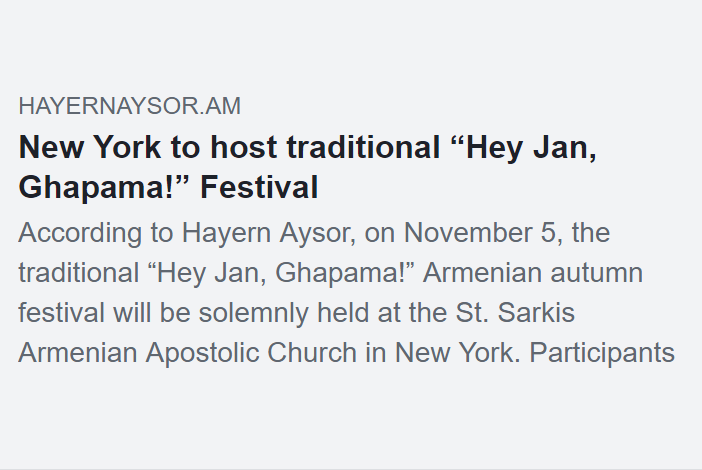 HAYERNAYSOR.AM
New York to host traditional “Hey Jan,
Ghapama!” Festival
According to Hayern Aysor, on November 5, the
traditional “Hey Jan, Ghapama!” Armenian autumn
festival will be solemnly held at the St. Sarkis
Armenian Apostolic Church in New York. Participants